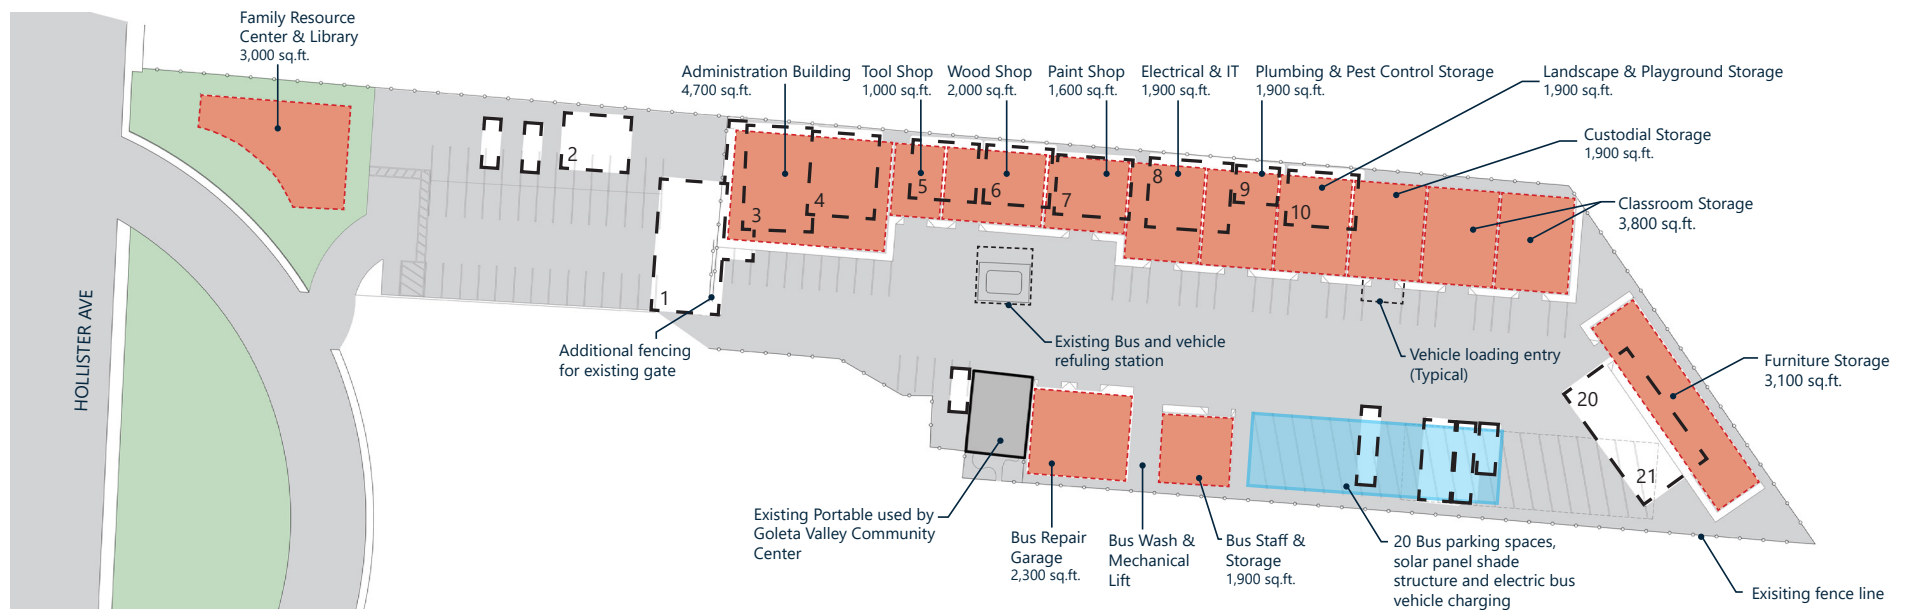 Family Resource
Center & Library
3,000 sq.ft.
Administration Building
4,700 sq.ft.
Tool Shop
1,000 sq.ft.
Wood Shop
2,000 sq.ft.
Paint Shop
1,600 sq.ft.
Electrical & IT
1,900 sq.ft.
Plumbing & Pest Control Storage
1,900 sq.ft.
Landscape & Playground Storage
1,900 sq.ft.
Custodial Storage
1,900 sq.ft.
Classroom Storage
3,800 sq.ft.
2
3
4
5
6
7
8
9
10
1
HOLLISTER AVE
Additional fencing
for existing gate
Existing Bus and vehicle
refuling station
Vehicle loading entry
(Typical)
Furniture Storage
3,100 sq.ft.
20
21
Existing Portable used by
Goleta Valley Community
Center
Bus Repair
Garage
2,300 sq.ft.
Bus Wash &
Mechanical
Lift
Bus Staff &
Storage
1,900 sq.ft.
20 Bus parking spaces,
solar panel shade
structure and electric bus
vehicle charging
Exisiting fence line